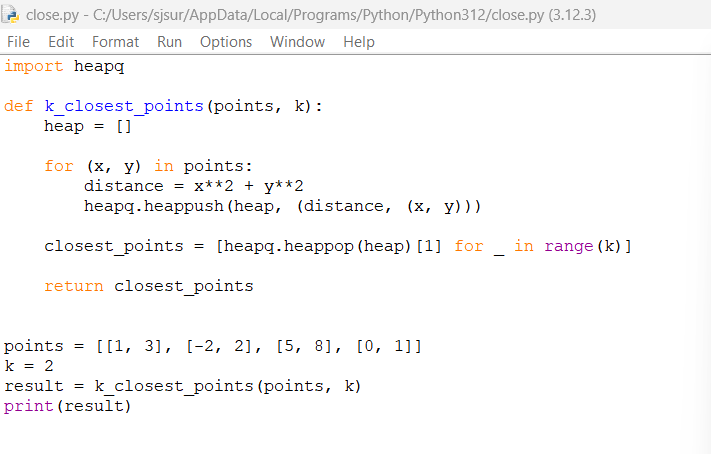 close.py - C:/Users/sjsur/AppData/Local/Programs/Python/Python312/close.py (3.12.3)
File Edit Format Run Options Window Help
import heapq
def k_closest_points(points, k):
    heap = []
    for (x, y) in points:
        distance = x**2 + y**2
        heapq.heappush(heap, (distance, (x, y)))
    closest_points = [heapq.heappop(heap)[1] for _ in range(k)]
    return closest_points
points = [[1, 3], [-2, 2], [5, 8], [0, 1]]
k = 2
result = k_closest_points(points, k)
print(result)